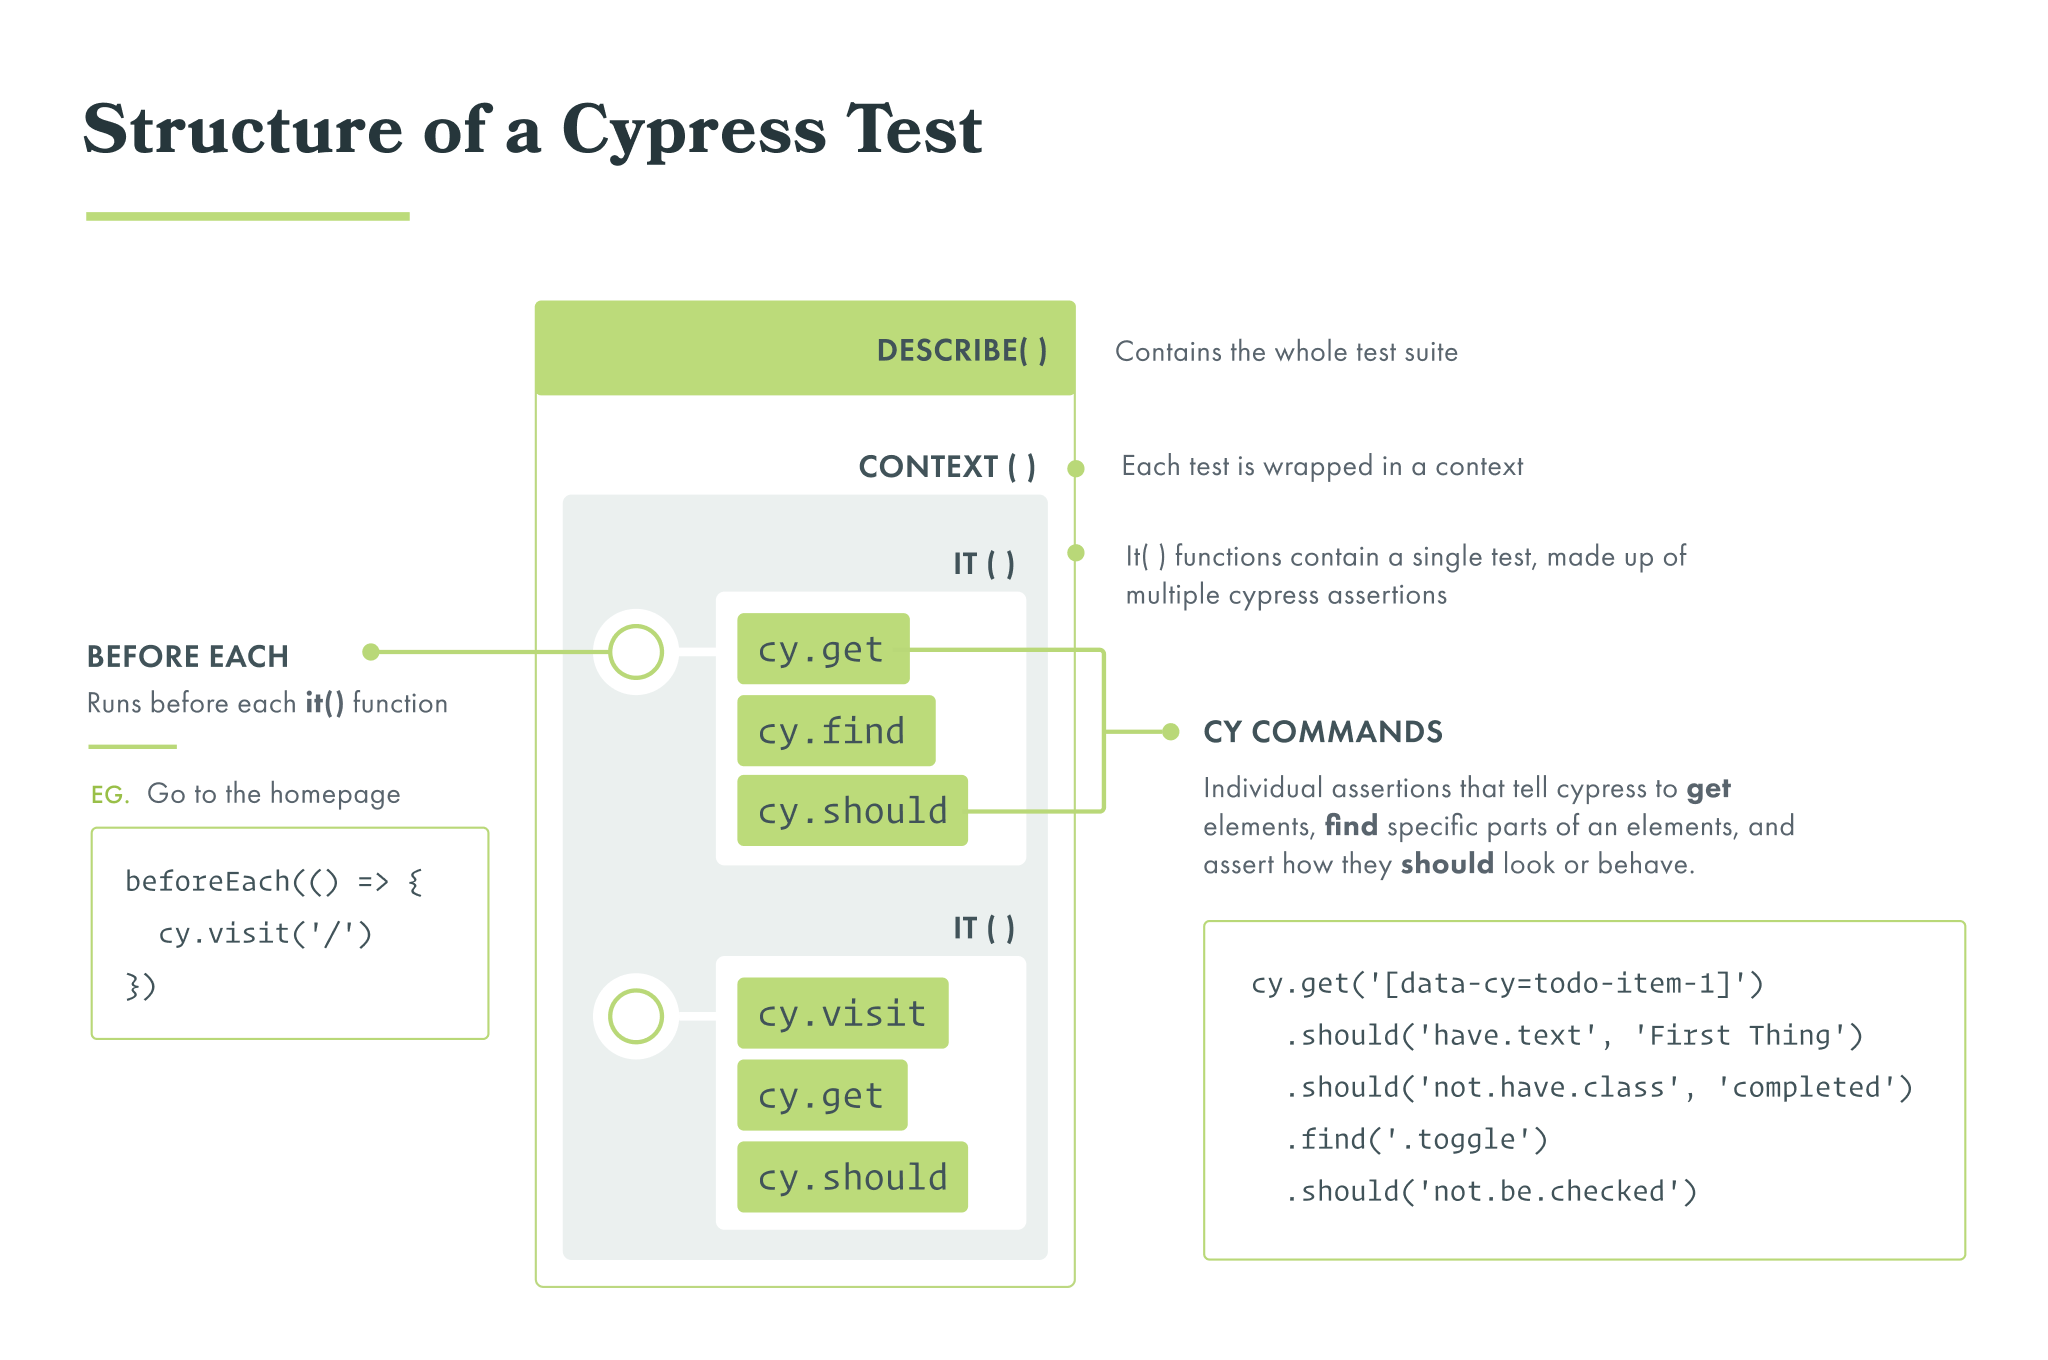 Structure of a Cypress Test
DESCRIBE( )
Contains the whole test suite
CONTEXT ( )
Each test is wrapped in a context
IT ( )
It( ) functions contain a single test, made up of
multiple cypress assertions
BEFORE EACH
Runs before each it() function
EG. Go to the homepage
beforeEach(() => {
  cy.visit('/')
})
cy.get
cy.find
cy.should
CY COMMANDS
Individual assertions that tell cypress to get
elements, find specific parts of an elements, and
assert how they should look or behave.
IT ( )
cy.visit
cy.get
cy.should
cy.get('[data-cy=todo-item-1]')
  .should('have.text', 'First Thing')
  .should('not.have.class', 'completed')
  .find('.toggle')
  .should('not.be.checked')